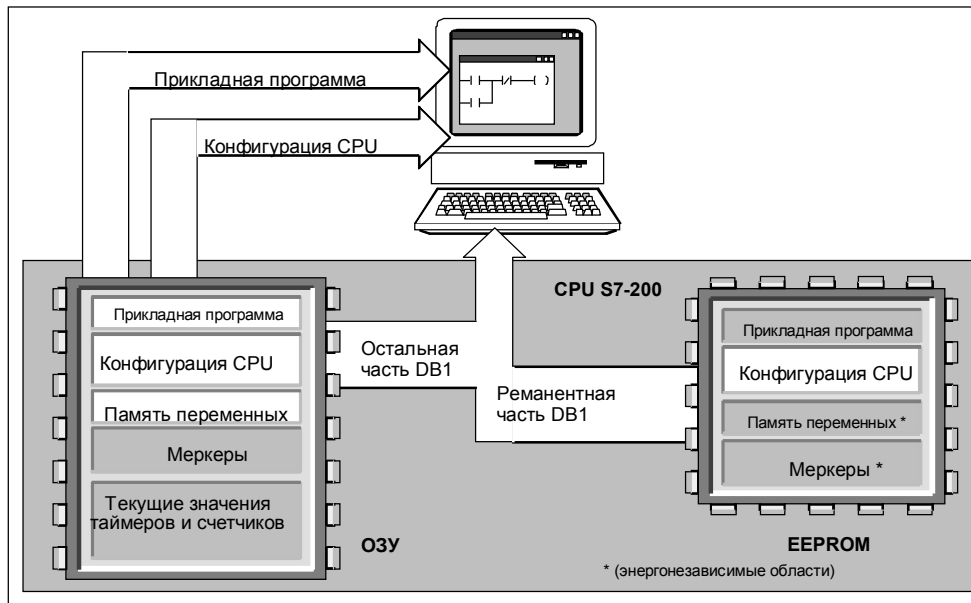 Прикладная программа
Конфигурация CPU
CPU S7-200
Прикладная программа
Конфигурация CPU
Память переменных
Меркеры
Текущие значения
таймеров и счетчиков
ОЗУ
Остальная
часть DB1
Реманентная
часть DB1
Прикладная программа
Конфигурация CPU
Память переменных *
Меркеры *
EEPROM
* (энергонезависимые области)